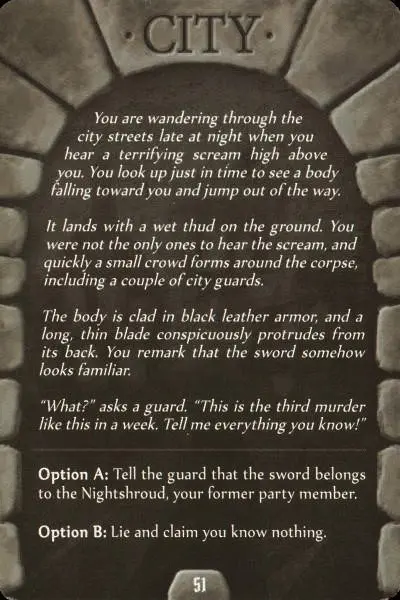 ·CITY·
You are wandering through the
city streets late at night when you
hear a terrifying scream high above
you. You look up just in time to see a body
falling toward you and jump out of the way.
It lands with a wet thud on the ground. You
were not the only ones to hear the scream, and
quickly a small crowd forms around the corpse,
including a couple of city guards.
The body is clad in black leather armor, and a
long, thin blade conspicuously protrudes from
its back. You remark that the sword somehow
looks familiar.
“What?” asks a guard. “This is the third murder
like this in a week. Tell me everything you know!”
Option A: Tell the guard that the sword belongs
to the Nightshroud, your former party member.
Option B: Lie and claim you know nothing.
51